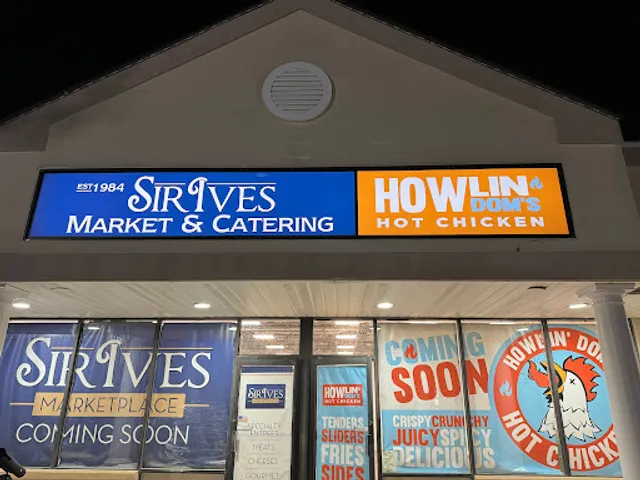 EST 1984 SIR IVES
MARKET & CATERING
HOWLIN
DOM'S
HOT CHICKEN
SIR IVES
MARKETPLACE
COMING SOON
SIR IVES
SPECIALTY
ENTREES
MEATS
CHEESES
GOURMET
HOWLIN
HOT CHICKEN
TENDERS
SLIDERS
FRIES
SIDES
COMING
SOON
CRISPY CRUNCHY
JUICY SPICY
DELICIOUS
HOWLIN' DOM'S
HOT CHICKEN